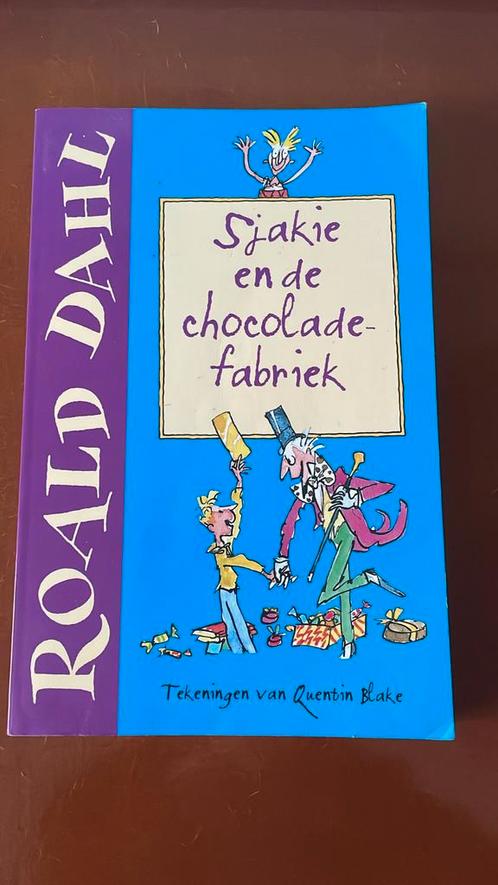 ROALD DAHL
Sjakie
en de
chocolade-
fabriek
Tekeningen van Quentin Blake